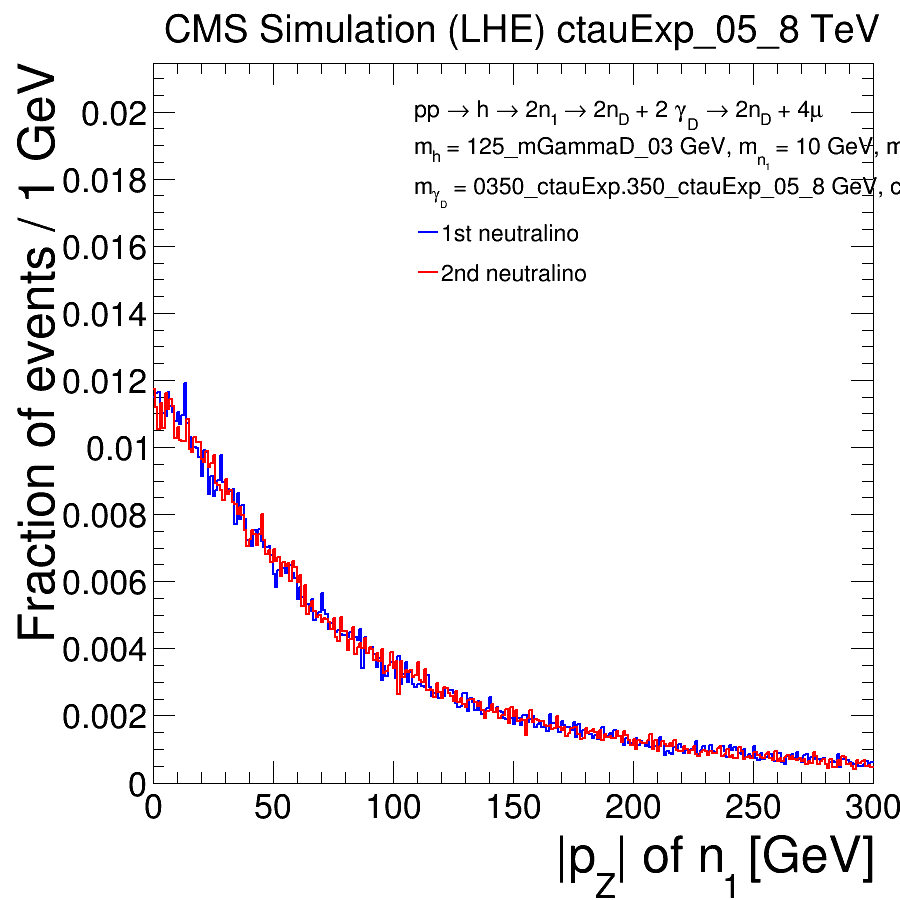 CMS Simulation (LHE) ctauExp_05_8 TeV
Fraction of events / 1 GeV
0.02
0.018
0.016
0.014
0.012
0.01
0.008
0.006
0.004
0.002
0
pp → h → 2n1 → 2nD + 2 γD → 2nD + 4μ
mh = 125_mGammaD_03 GeV, mn1 = 10 GeV, m
mγD = 0350_ctauExp.350_ctauExp_05_8 GeV, c
1st neutralino
2nd neutralino
0 50 100 150 200 250 300
|pZ| of n1 [GeV]